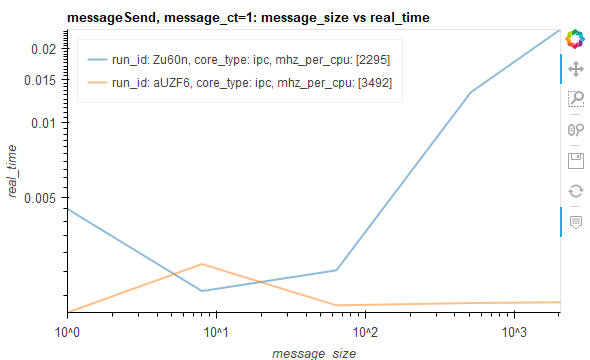 messageSend, message_ct=1: message_size vs real_time
run_id: Zu60n, core_type: ipc, mhz_per_cpu: [2295]
run_id: aUZF6, core_type: ipc, mhz_per_cpu: [3492]
0.02
0.015
0.01
0.005
real_time
10^0
10^1
10^2
10^3
message_size